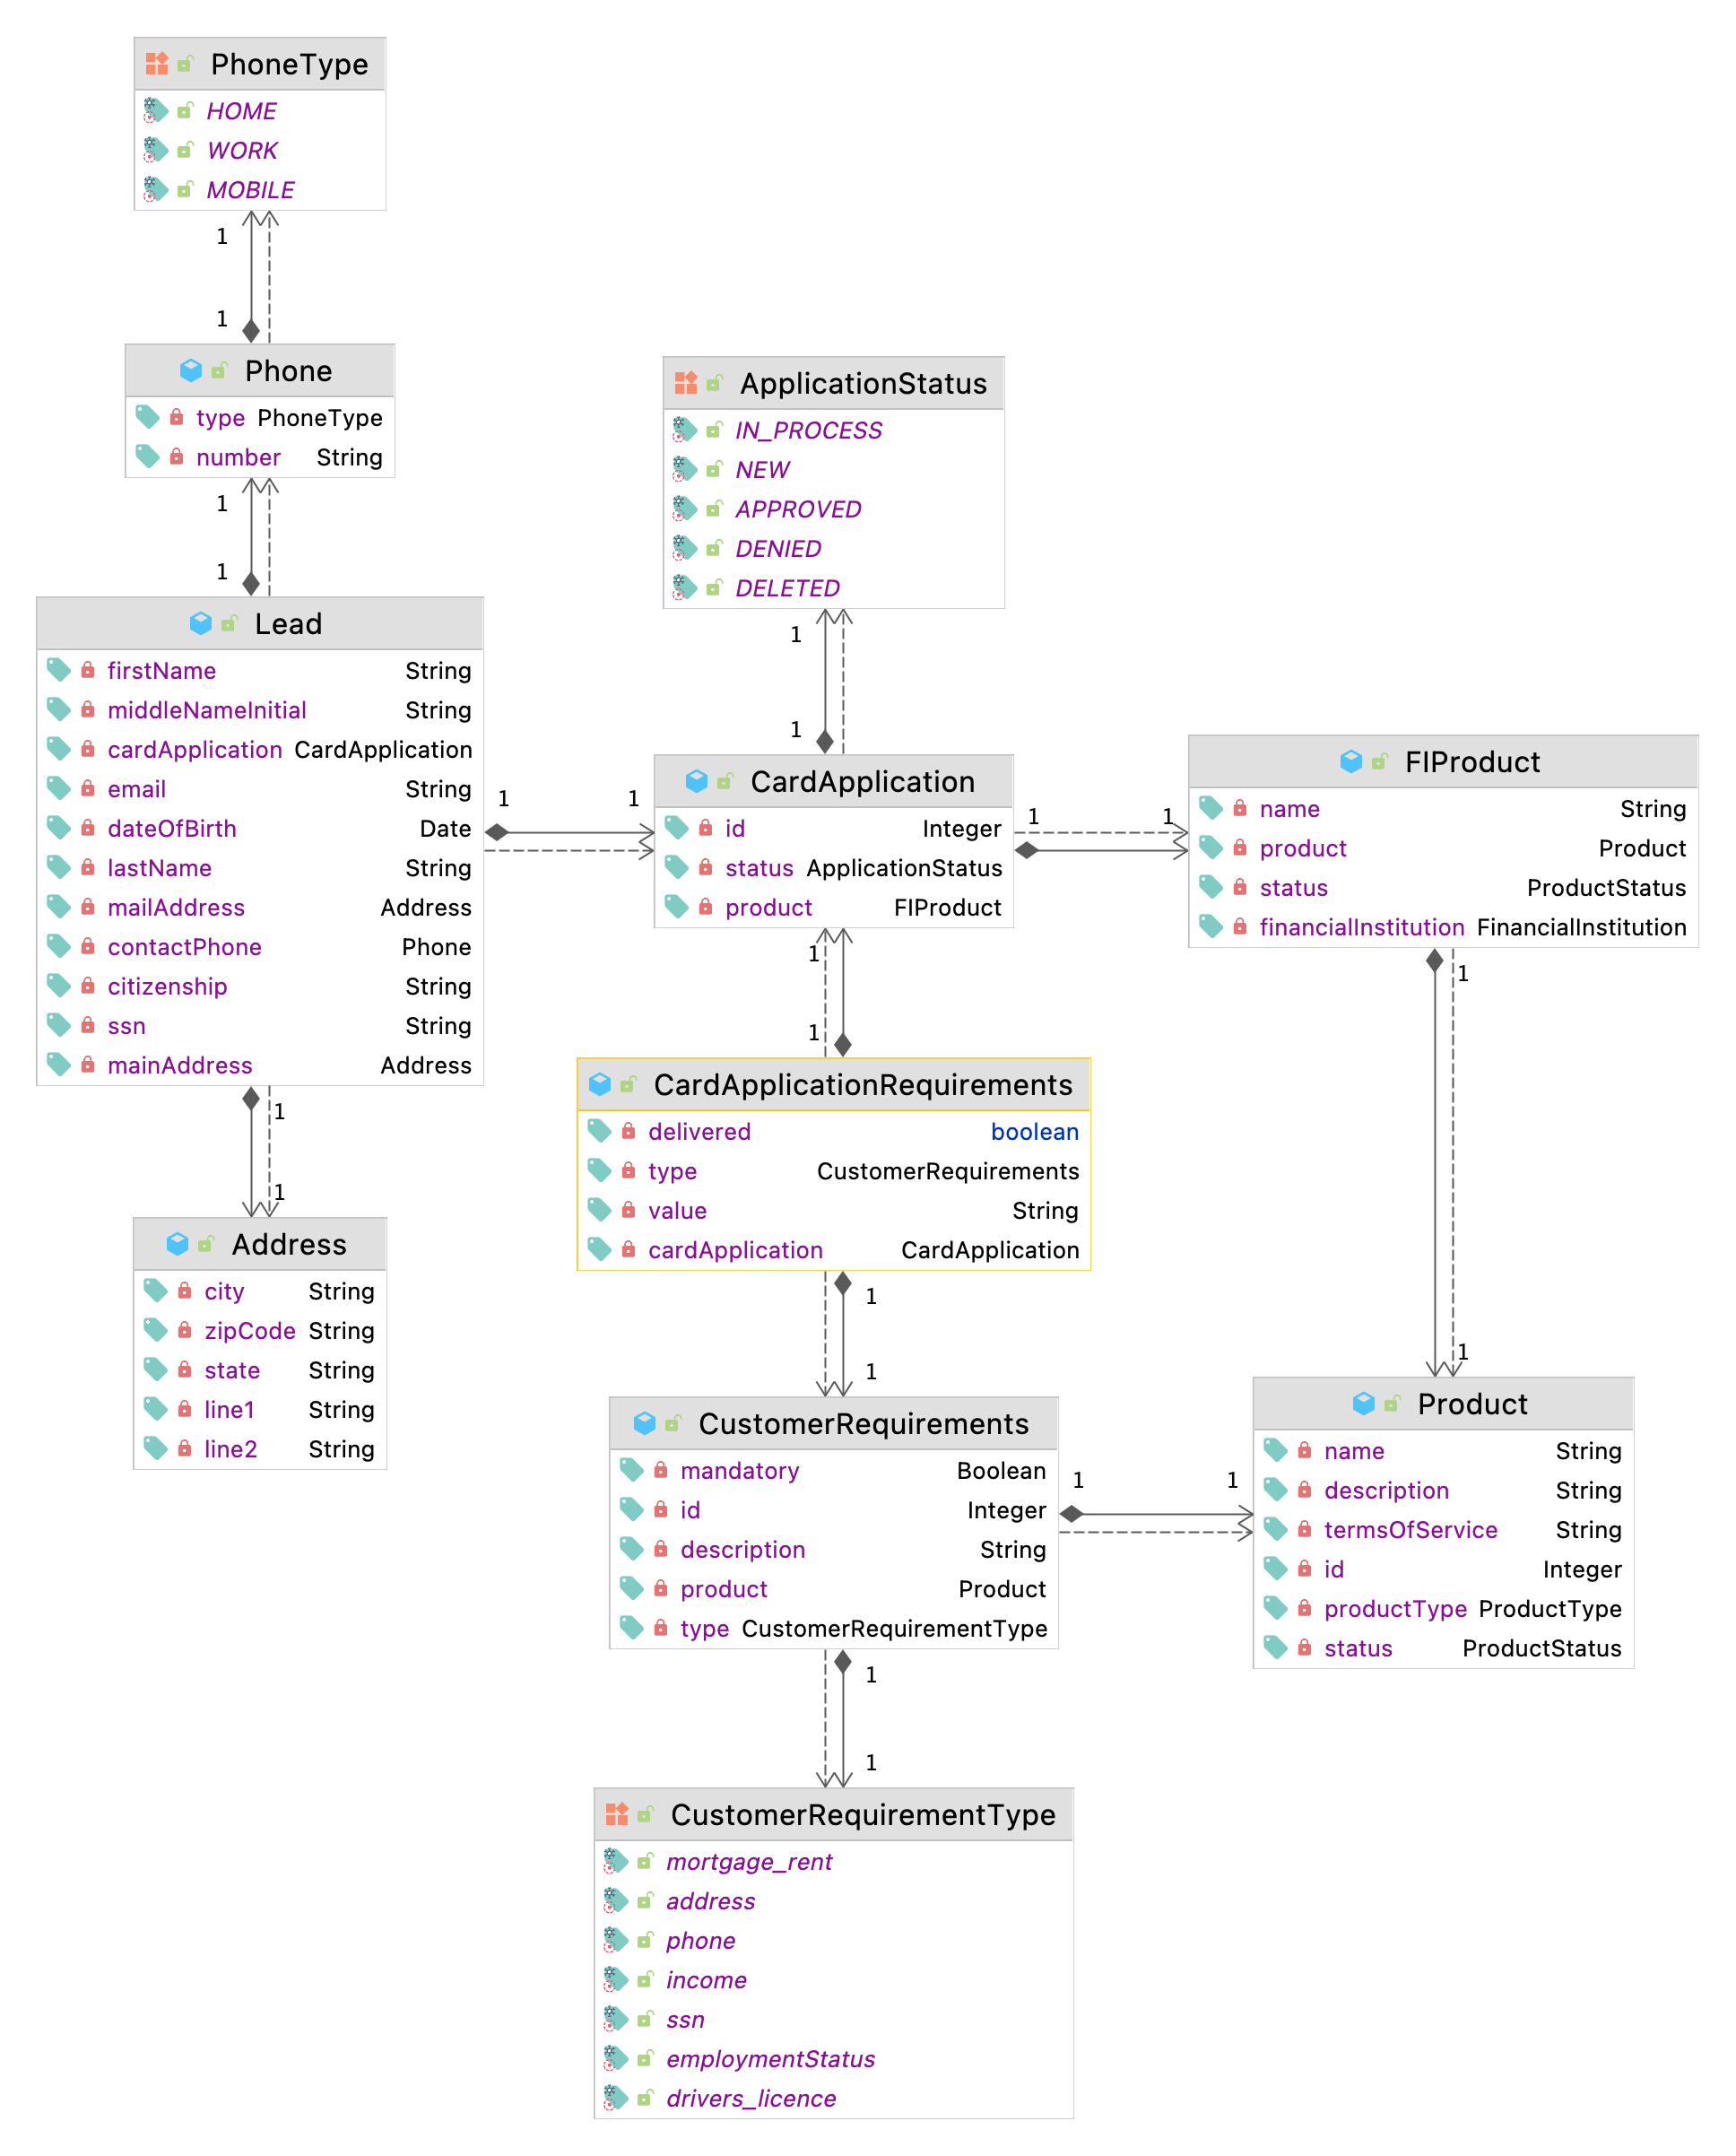 PhoneType
HOME
WORK
MOBILE
1
1
Phone
type PhoneType
number String
1
1
Lead
firstName String
middleNameInitial String
cardApplication CardApplication
email String
dateOfBirth Date
lastName String
mailAddress Address
contactPhone Phone
citizenship String
ssn String
mainAddress Address
1
1
Address
city String
zipCode String
state String
line1 String
line2 String
1 1
ApplicationStatus
IN_PROCESS
NEW
APPROVED
DENIED
DELETED
1
1
CardApplication
id Integer
status ApplicationStatus
product FIProduct
1 1
1
1
CardApplicationRequirements
delivered boolean
type CustomerRequirements
value String
cardApplication CardApplication
1
1
CustomerRequirements
mandatory Boolean
id Integer
description String
product Product
type CustomerRequirementType
1 1
1
1
CustomerRequirementType
mortgage_rent
address
phone
income
ssn
employmentStatus
drivers_licence
FIProduct
name String
product Product
status ProductStatus
financialInstitution FinancialInstitution
1
1
Product
name String
description String
termsOfService String
id Integer
productType ProductType
status ProductStatus